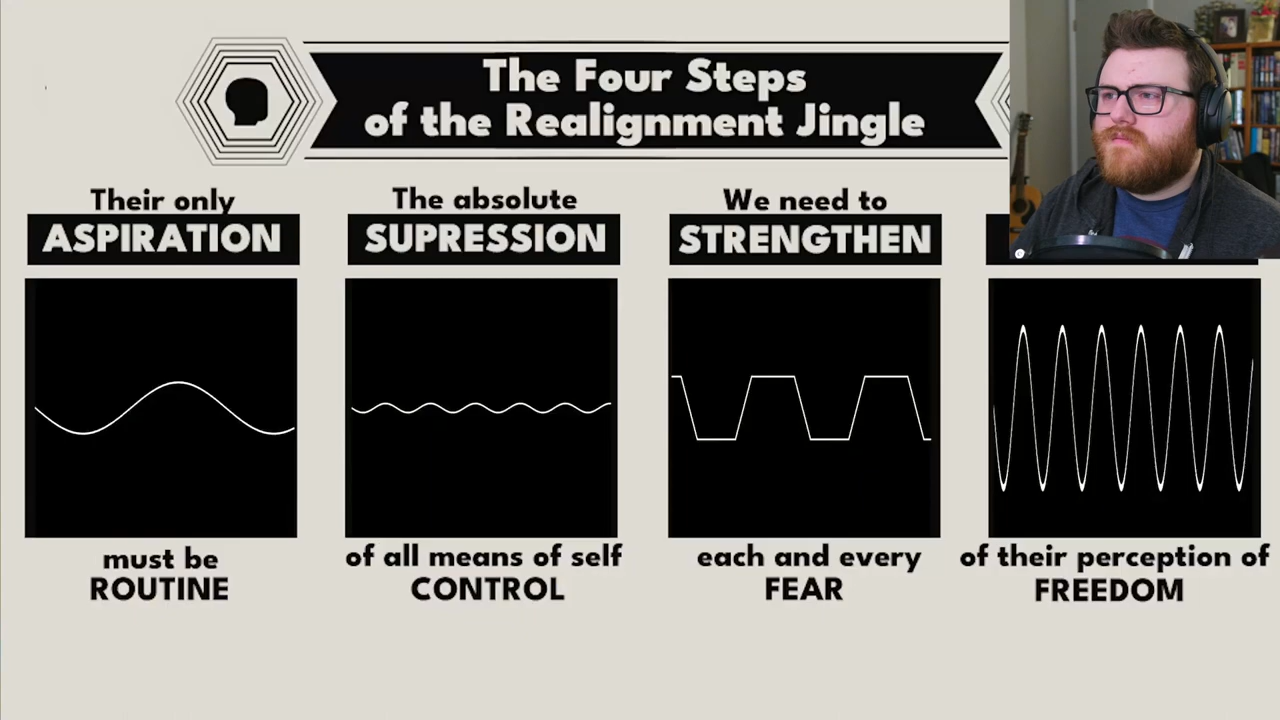 The Four Steps
of the Realignment Jingle
Their only
ASPIRATION
must be
ROUTINE
The absolute
SUPRESSION
of all means of self
CONTROL
We need to
STRENGTHEN
each and every
FEAR
of their perception of
FREEDOM